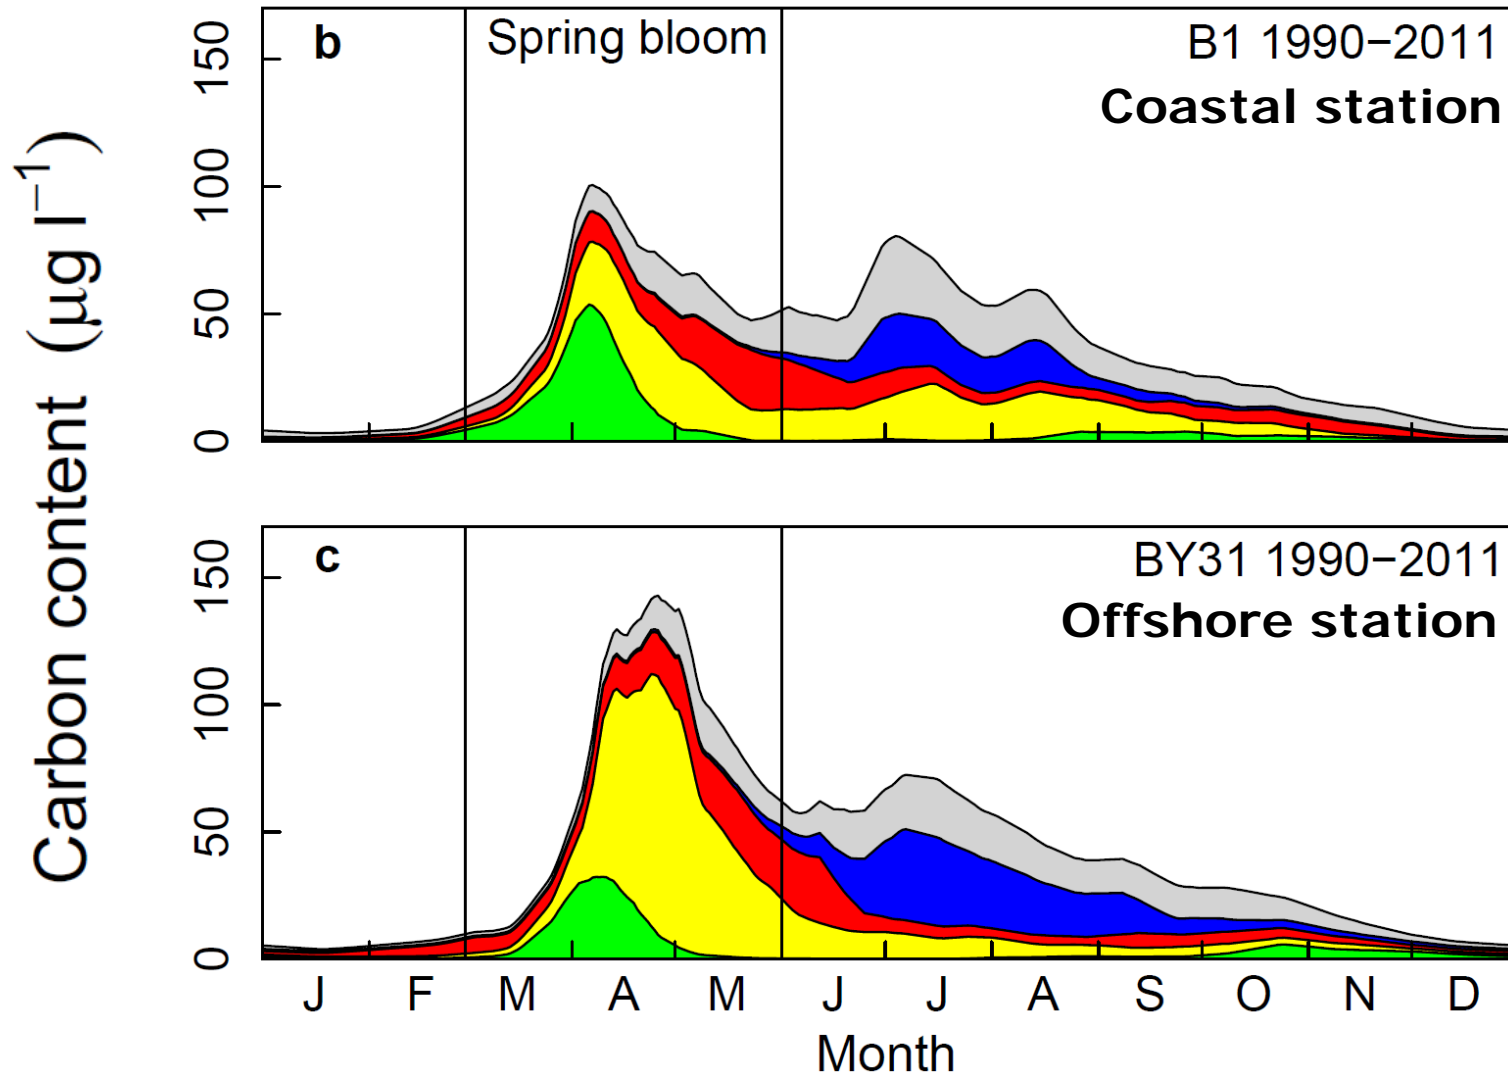 Carbon content (μg l⁻¹)
b
Spring bloom
B1 1990−2011
Coastal station
150
100
50
0
c
BY31 1990−2011
Offshore station
150
100
50
0
J F M A M J J A S O N D
Month